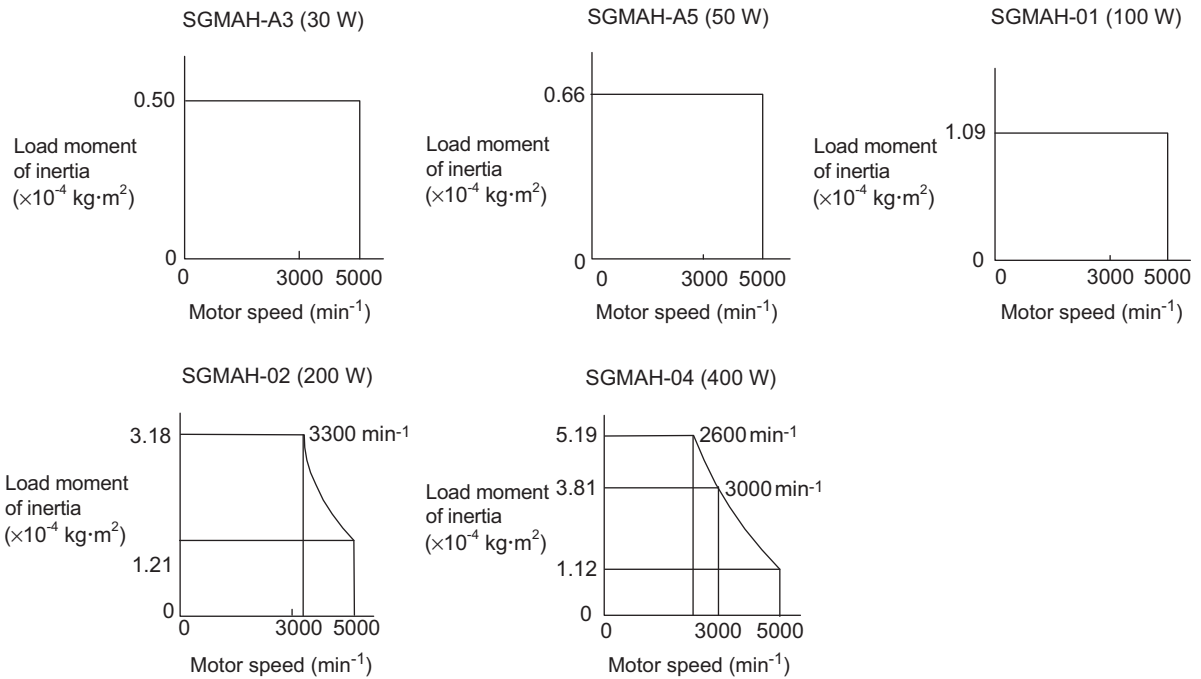 SGMAH-A3 (30 W)
0.50
Load moment
of inertia
(×10-4 kg·m2)
0
0
3000
5000
Motor speed (min-1)
SGMAH-A5 (50 W)
0.66
Load moment
of inertia
(×10-4 kg·m2)
0
0
3000
5000
Motor speed (min-1)
SGMAH-01 (100 W)
1.09
Load moment
of inertia
(×10-4 kg·m2)
0
0
3000
5000
Motor speed (min-1)
SGMAH-02 (200 W)
3.18
3300 min-1
Load moment
of inertia
(×10-4 kg·m2)
1.21
0
0
3000
5000
Motor speed (min-1)
SGMAH-04 (400 W)
5.19
2600 min-1
Load moment
of inertia
(×10-4 kg·m2)
3.81
3000 min-1
1.12
0
0
3000
5000
Motor speed (min-1)